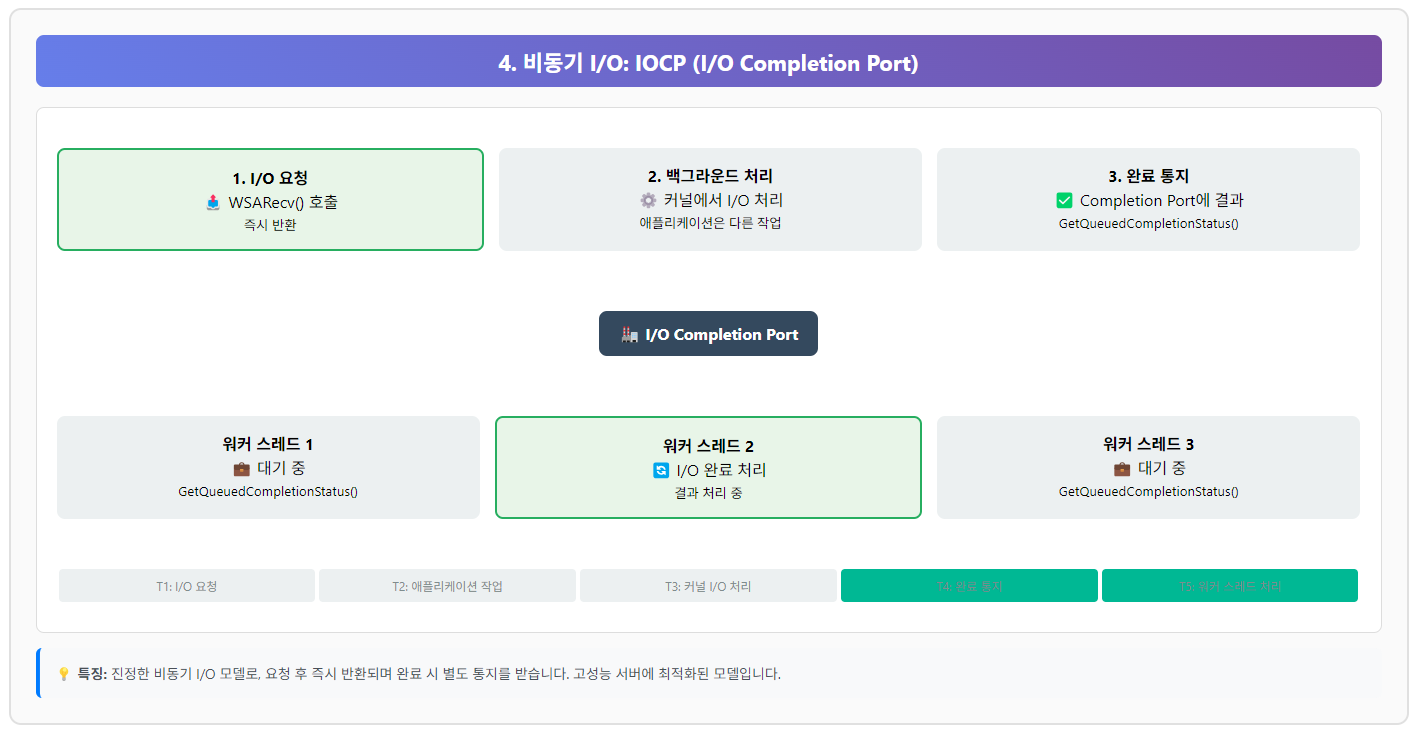 4. 비동기 I/O: IOCP (I/O Completion Port)
1. I/O 요청
📤 WSARecv() 호출
즉시 반환
2. 백그라운드 처리
⚙️ 커널에서 I/O 처리
애플리케이션은 다른 작업
3. 완료 통지
✅ Completion Port에 결과
GetQueuedCompletionStatus()
🏭 I/O Completion Port
워커 스레드 1
💼 대기 중
GetQueuedCompletionStatus()
워커 스레드 2
🔄 I/O 완료 처리
결과 처리 중
워커 스레드 3
💼 대기 중
GetQueuedCompletionStatus()
T1: I/O 요청
T2: 애플리케이션 작업
T3: 커널 I/O 처리
T4: 완료 통지
T5: 워커 스레드 처리
💡 특징: 진정한 비동기 I/O 모델로, 요청 후 즉시 반환되며 완료 시 별도 통지를 받습니다. 고성능 서버에 최적화된 모델입니다.